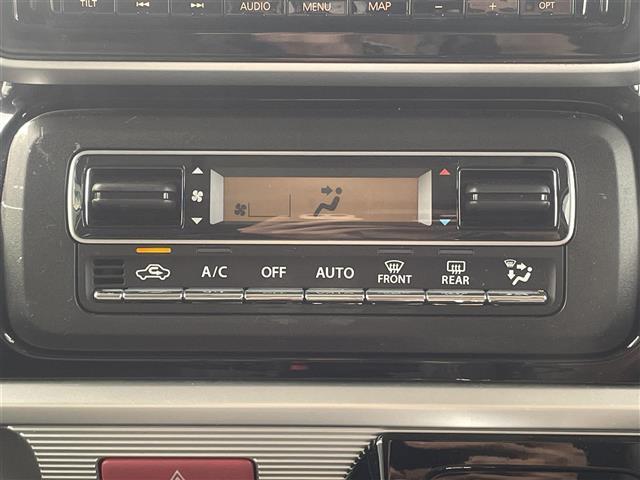 TILT AUDIO MENU MAP − + OPT
A/C OFF AUTO FRONT REAR